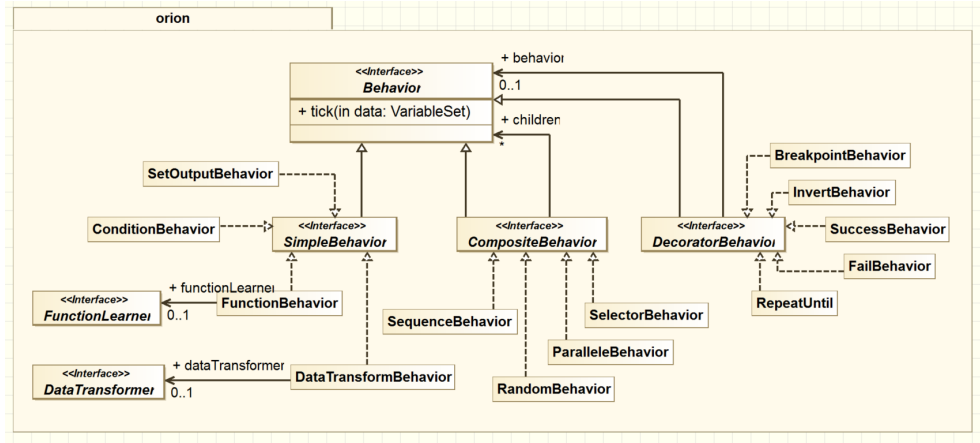 orion
+ behavior
<<Interface>>
Behavior
0..1
+ tick(in data: VariableSet)
+ children
*
BreakpointBehavior
SetOutputBehavior
InvertBehavior
ConditionBehavior
<<Interface>>
SimpleBehavior
<<Interface>>
CompositeBehavior
<<Interface>>
DecoratorBehavior
SuccessBehavior
FailBehavior
+ functionLearner
<<Interface>>
FunctionLearner
0..1
FunctionBehavior
RepeatUntil
SequenceBehavior
SelectorBehavior
ParalleleBehavior
+ dataTransformer
<<Interface>>
DataTransformer
0..1
DataTransformBehavior
RandomBehavior